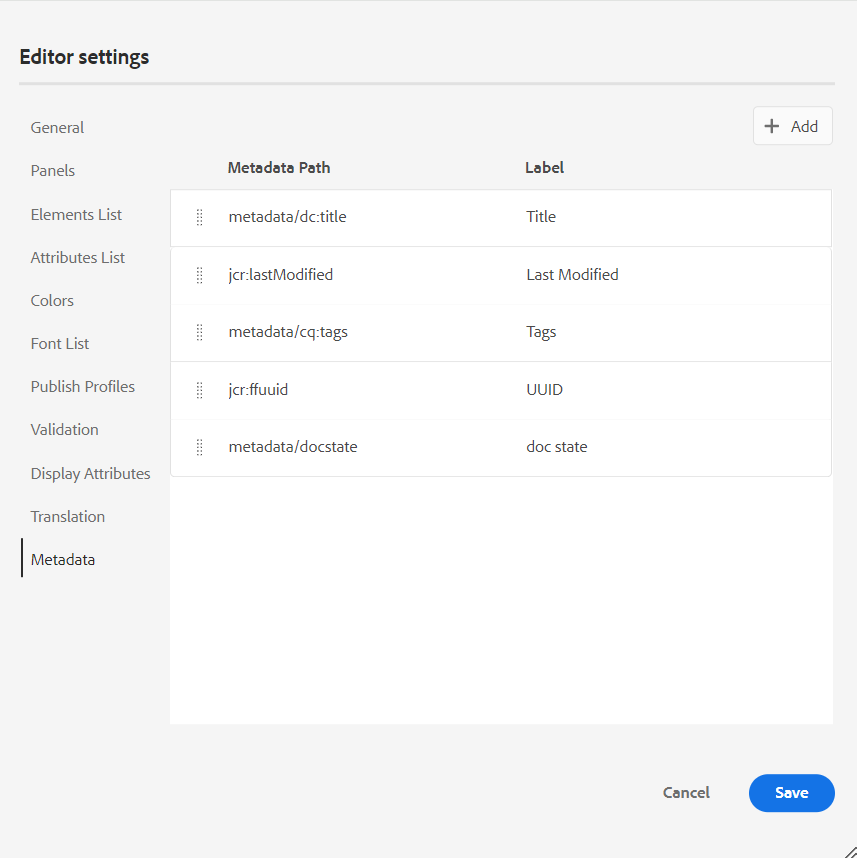 Editor settings
General
Panels
Elements List
Attributes List
Colors
Font List
Publish Profiles
Validation
Display Attributes
Translation
Metadata
Add
Metadata Path Label
metadata/dc:title Title
jcr:lastModified Last Modified
metadata/cq:tags Tags
jcr:ffuuid UUID
metadata/docstate doc state
Cancel Save